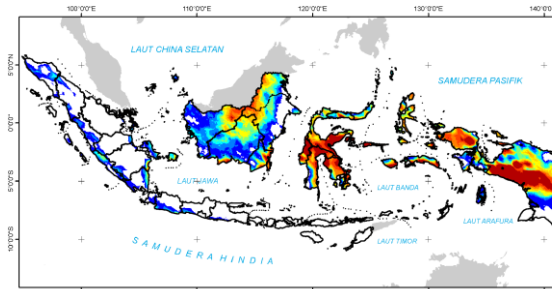 100°0'0"E 110°0'0"E 120°0'0"E 130°0'0"E 140°0'0"E
LAUT CHINA SELATAN
SAMUDERA PASIFIK
5°0'0"N
0°0'0"
LAUTJAWA
LAUT BANDA
5°0'0"S
LAUT ARAFURA
10°0'0"S
LAUT TIMOR
SAMUDERA HINDIA